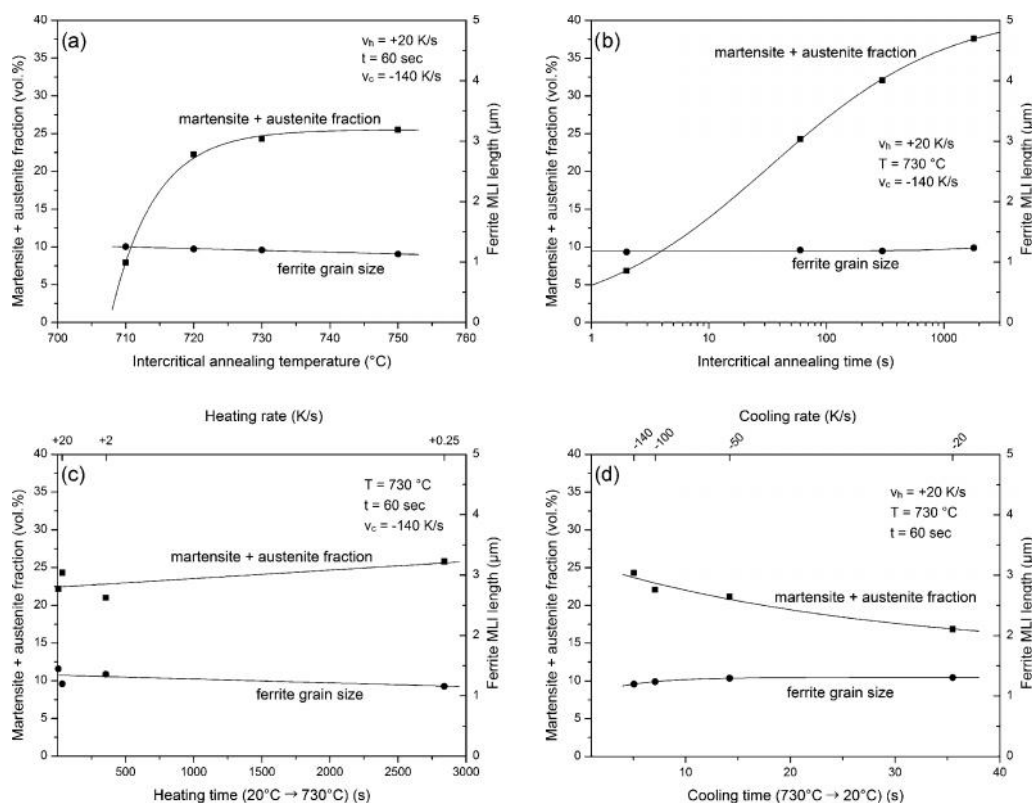 (a)
v_h = +20 K/s
t = 60 sec
v_c = -140 K/s
martensite + austenite fraction
ferrite grain size
Martensite + austenite fraction (vol.%)
0 5 10 15 20 25 30 35 40
Ferrite MLI length (µm)
0 1 2 3 4 5
700 710 720 730 740 750 760
Intercritical annealing temperature (°C)
(b)
martensite + austenite fraction
v_h = +20 K/s
T = 730 °C
v_c = -140 K/s
ferrite grain size
Martensite + austenite fraction (vol.%)
0 5 10 15 20 25 30 35 40
Ferrite MLI length (µm)
0 1 2 3 4 5
1 10 100 1000
Intercritical annealing time (s)
Heating rate (K/s)
+20 +2 +0.25
(c)
T = 730 °C
t = 60 sec
v_c = -140 K/s
martensite + austenite fraction
ferrite grain size
Martensite + austenite fraction (vol.%)
0 5 10 15 20 25 30 35 40
Ferrite MLI length (µm)
0 1 2 3 4 5
500 1000 1500 2000 2500 3000
Heating time (20°C → 730°C) (s)
Cooling rate (K/s)
-140 -100 -50 -20
(d)
v_h = +20 K/s
T = 730 °C
t = 60 sec
martensite + austenite fraction
ferrite grain size
Martensite + austenite fraction (vol.%)
0 5 10 15 20 25 30 35 40
Ferrite MLI length (µm)
0 1 2 3 4 5
10 20 30 40
Cooling time (730°C → 20°C) (s)